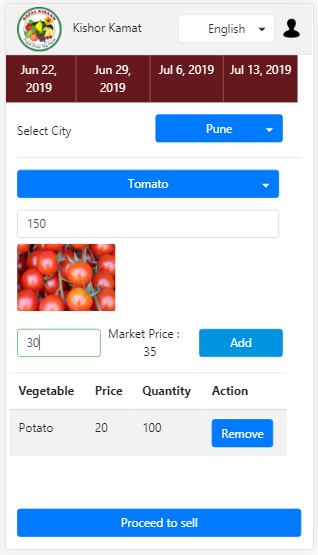 Kishor Kamat
English
Jun 22, 2019
Jun 29, 2019
Jul 6, 2019
Jul 13, 2019
Select City
Pune
Tomato
150
30
Market Price :
35
Add
Vegetable Price Quantity Action
Potato 20 100 Remove
Proceed to sell